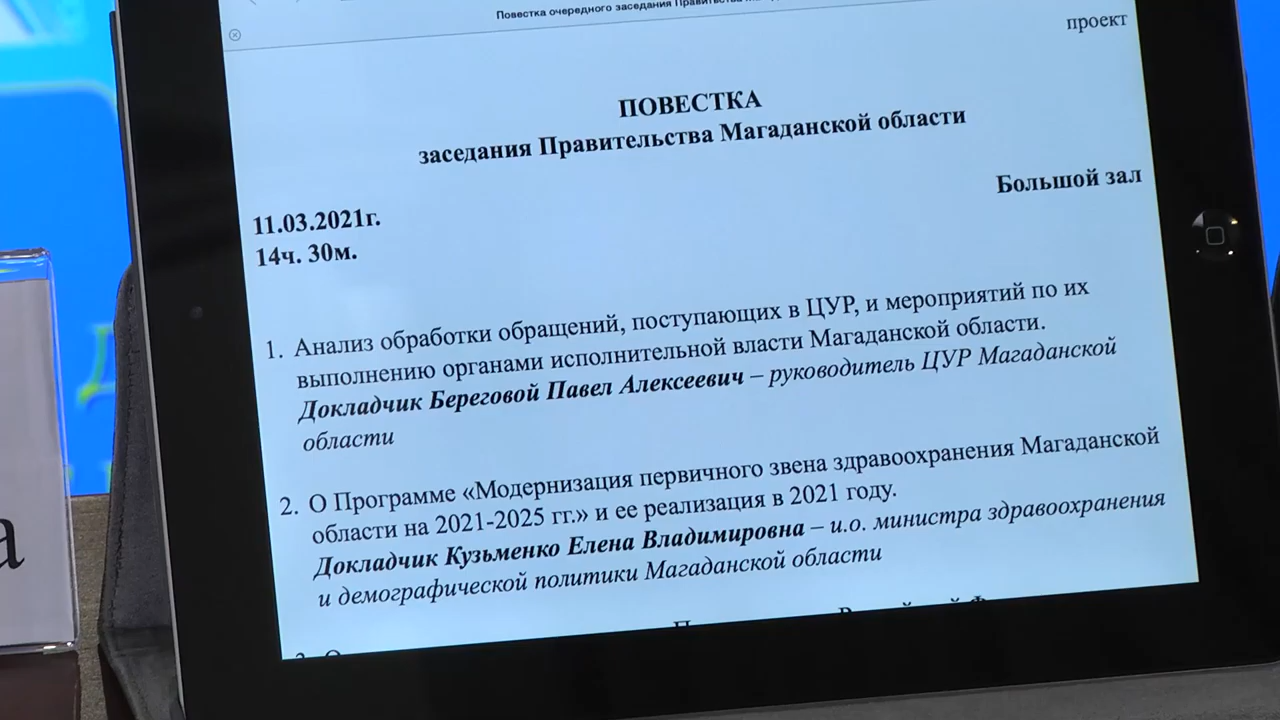 Повестка очередного заседания
проект
ПОВЕСТКА
заседания Правительства Магаданской области
Большой зал
11.03.2021г.
14ч. 30м.
1. Анализ обработки обращений, поступающих в ЦУР, и мероприятий по их
выполнению органами исполнительной власти Магаданской области.
Докладчик Береговой Павел Алексеевич – руководитель ЦУР Магаданской
области
2. О Программе «Модернизация первичного звена здравоохранения Магаданской
области на 2021-2025 гг.» и ее реализация в 2021 году.
Докладчик Кузьменко Елена Владимировна – и.о. министра здравоохранения
и демографической политики Магаданской области
а